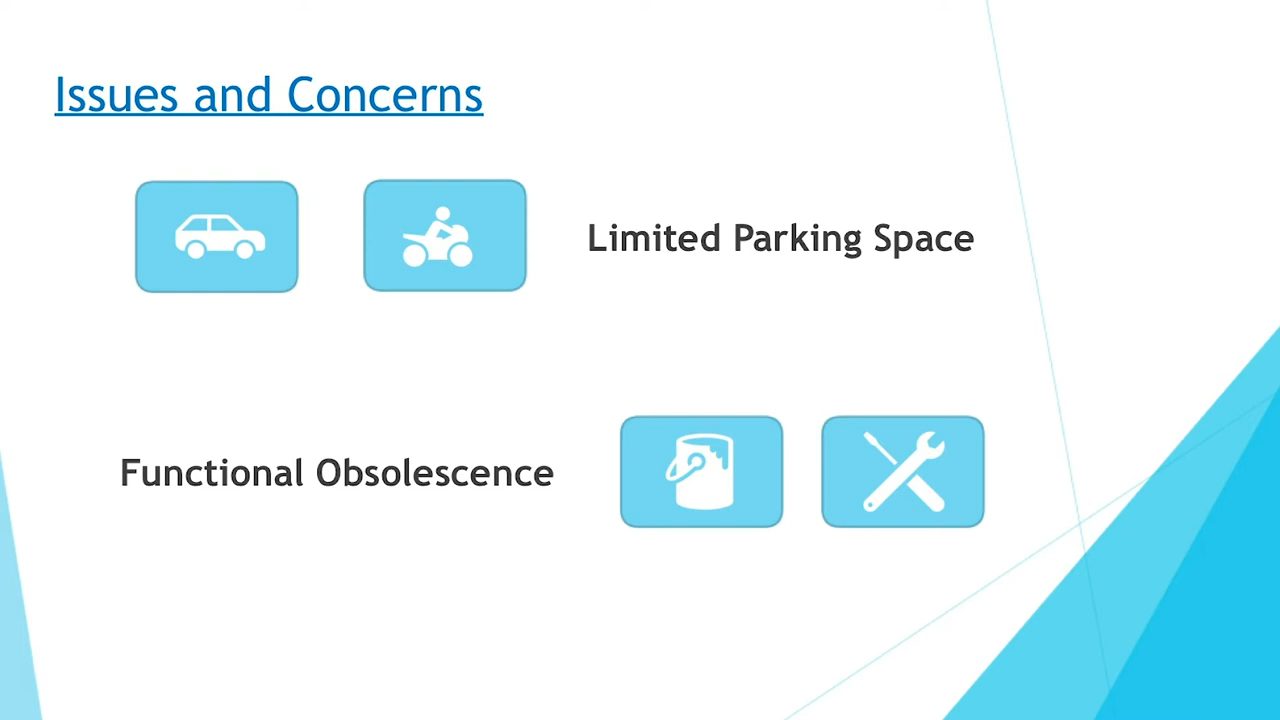 Issues and Concerns
Limited Parking Space
Functional Obsolescence